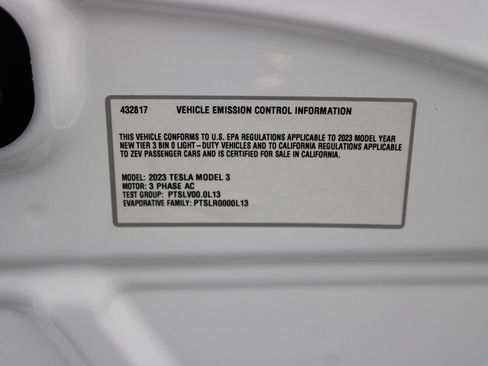 432817 VEHICLE EMISSION CONTROL INFORMATION
THIS VEHICLE CONFORMS TO U.S. EPA REGULATIONS APPLICABLE TO 2023 MODEL YEAR
NEW TIER 3 BIN 0 LIGHT-DUTY VEHICLES AND TO CALIFORNIA REGULATIONS APPLICABLE
TO ZEV PASSENGER CARS AND IS CERTIFIED FOR SALE IN CALIFORNIA.
MODEL: 2023 TESLA MODEL 3
MOTOR: 3 PHASE AC
TEST GROUP: PTSLV00.0L13
EVAPORATIVE FAMILY: PTSLR0000L13